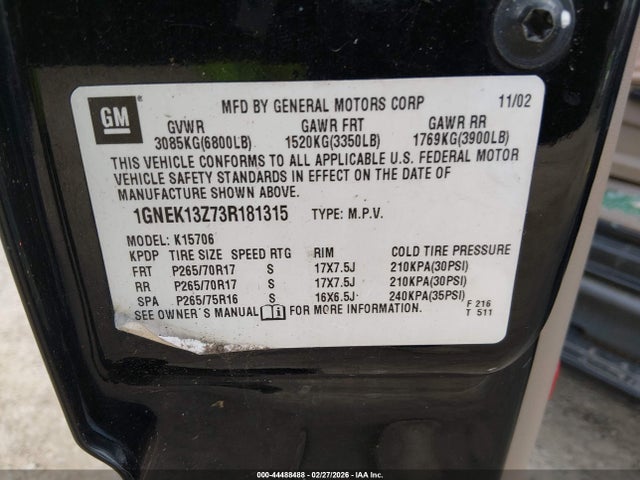 GM
MFD BY GENERAL MOTORS CORP 11/02
GVWR GAWR FRT GAWR RR
3085KG(6800LB) 1520KG(3350LB) 1769KG(3900LB)
THIS VEHICLE CONFORMS TO ALL APPLICABLE U.S. FEDERAL MOTOR
VEHICLE SAFETY STANDARDS IN EFFECT ON THE DATE OF
MANUFACTURE SHOWN ABOVE.
1GNEK13Z73R181315 TYPE: M.P.V.
MODEL: K15706
KPDP TIRE SIZE SPEED RTG RIM COLD TIRE PRESSURE
FRT P265/70R17 S 17X7.5J 210KPA(30PSI)
RR P265/70R17 S 17X7.5J 210KPA(30PSI)
SPA P265/75R16 S 16X6.5J 240KPA(35PSI)
SEE OWNER'S MANUAL i FOR MORE INFORMATION.
F 216
T 511
000-44488488 - 02/27/2026 - IAA, Inc.